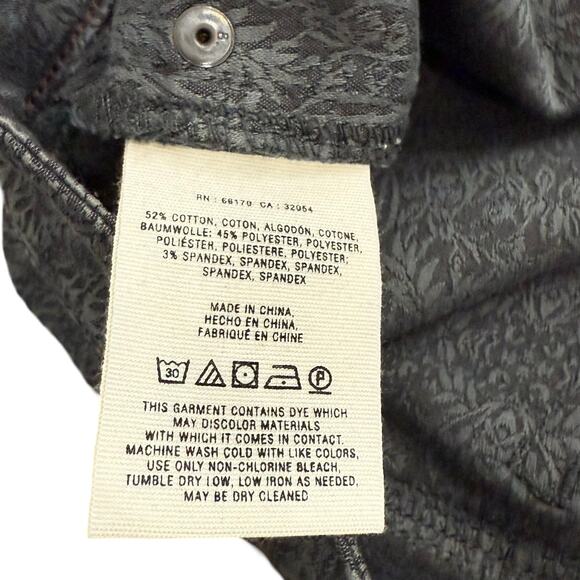 8
RN : 66170 CA : 32054
52% COTTON, COTON, ALGODÓN, COTONE,
BAUMWOLLE: 45% POLYESTER, POLYESTER,
POLIÉSTER, POLIESTERE, POLYESTER;
3% SPANDEX, SPANDEX, SPANDEX,
SPANDEX, SPANDEX
MADE IN CHINA,
HECHO EN CHINA,
FABRIQUÉ EN CHINE
30 P
THIS GARMENT CONTAINS DYE WHICH
MAY DISCOLOR MATERIALS
WITH WHICH IT COMES IN CONTACT.
MACHINE WASH COLD WITH LIKE COLORS,
USE ONLY NON-CHLORINE BLEACH,
TUMBLE DRY LOW, LOW IRON AS NEEDED,
MAY BE DRY CLEANED